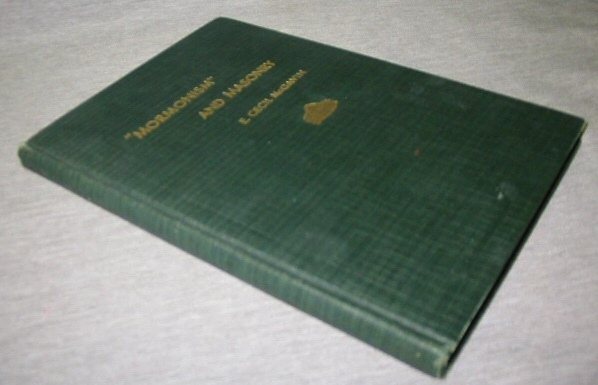 "MORMONISM"
AND MASONRY
E. CECIL McGAVIN